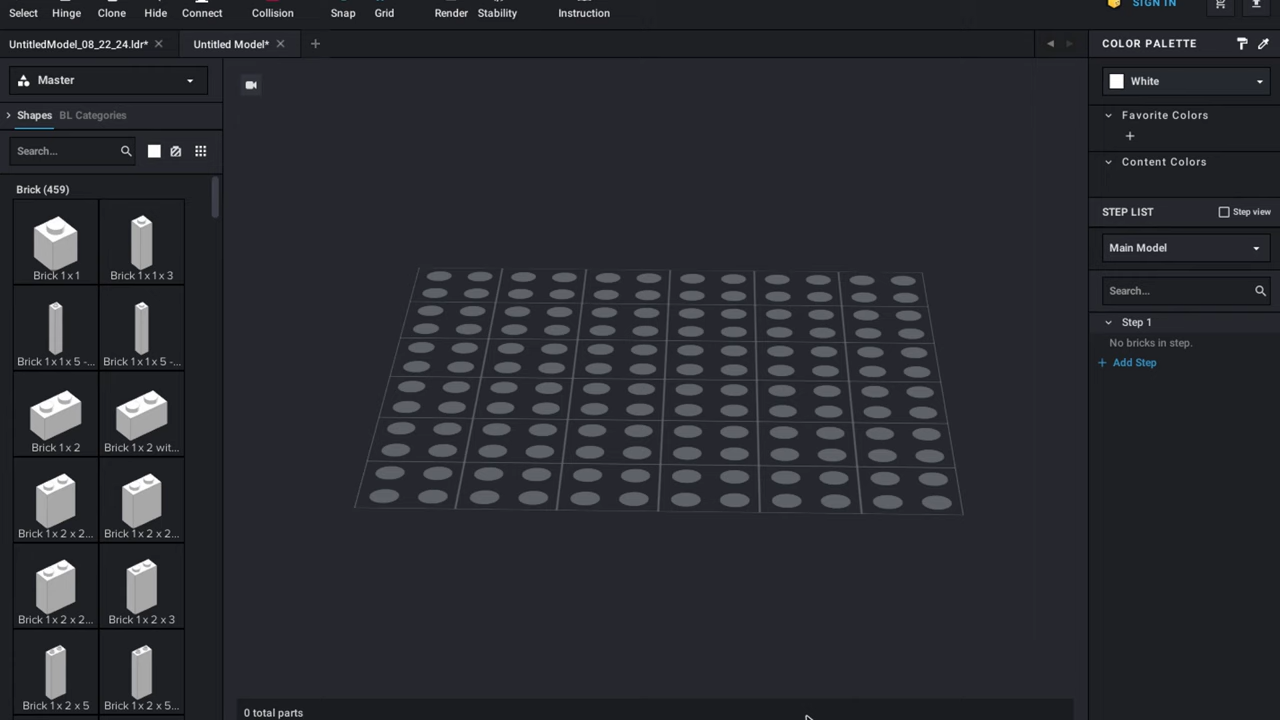 Select Hinge Clone Hide Connect Collision Snap Grid Render Stability Instruction SIGN IN
UntitledModel_08_22_24.ldr* Untitled Model*
Master
Shapes BL Categories
Search...
Brick (459)
Brick 1 x 1 Brick 1 x 1 x 3
Brick 1 x 1 x 5 -... Brick 1 x 1 x 5 -...
Brick 1 x 2 Brick 1 x 2 wit...
Brick 1 x 2 x 2... Brick 1 x 2 x 2...
Brick 1 x 2 x 2... Brick 1 x 2 x 3
Brick 1 x 2 x 5 Brick 1 x 2 x 5...
0 total parts
COLOR PALETTE
White
Favorite Colors
Content Colors
STEP LIST Step view
Main Model
Search...
Step 1
No bricks in step.
+ Add Step